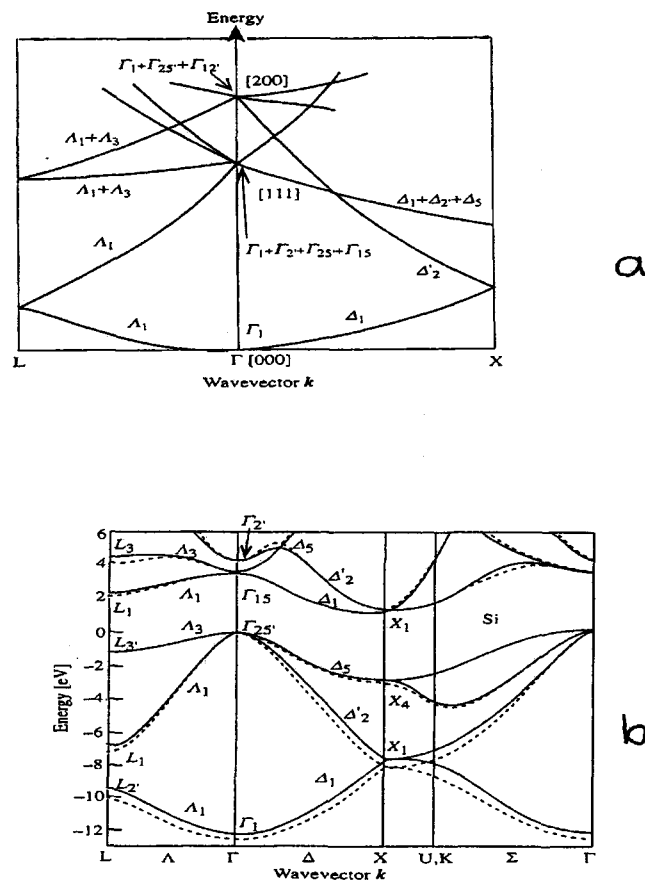 Energy
Γ1+Γ25'+Γ12'
[200]
Λ1+Λ3
Λ1+Λ3
[111]
Δ1+Δ2'+Δ5
Λ1
Γ1+Γ2'+Γ25'+Γ15
Δ'2
a
Λ1
Γ1
Δ1
L
Γ [000]
X
Wavevector k
Γ2'
6
L3
Λ3
Δ5
4
Δ'2
Λ1
Δ1
2
L1
Γ15
X1
Si
0
Λ3
Γ25'
L3'
Energy [eV]
−2
Δ5
Λ1
X4
−4
Δ'2
b
−6
X1
L1
−8
L2'
Δ1
−10
Λ1
Γ1
−12
L
Λ
Γ
Δ
X
U,K
Σ
Γ
Wavevector k